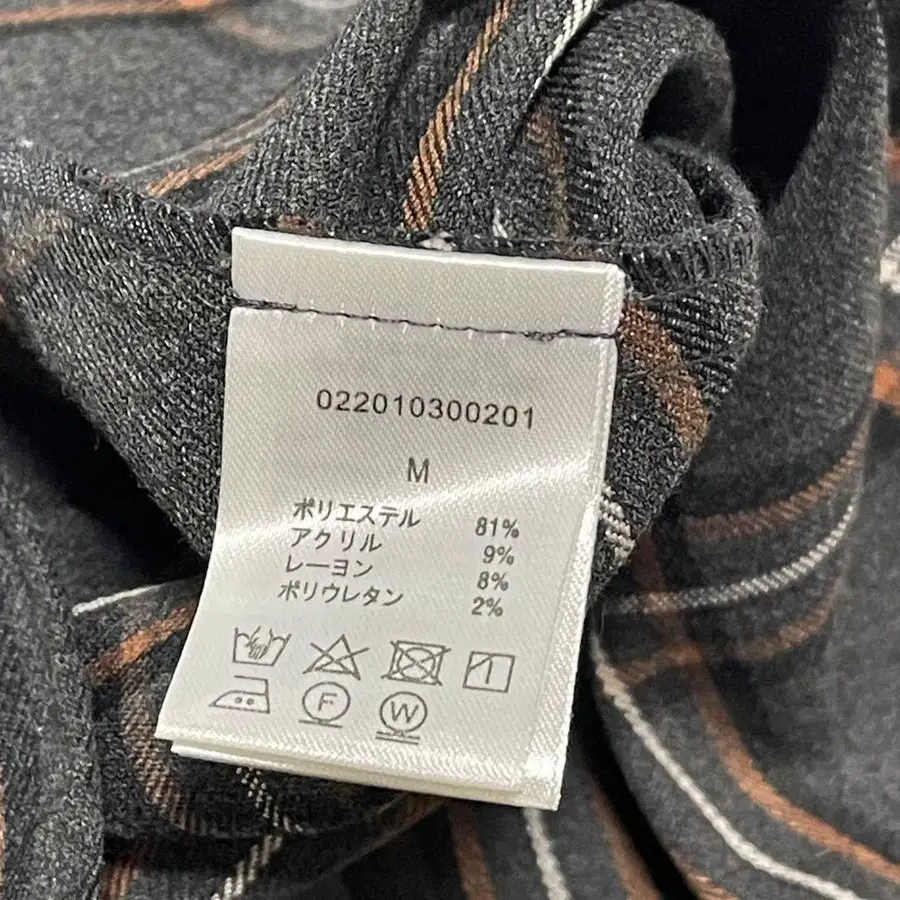 022010300201
M
ポリエステル 81%
アクリル 9%
レーヨン 8%
ポリウレタン 2%
F W